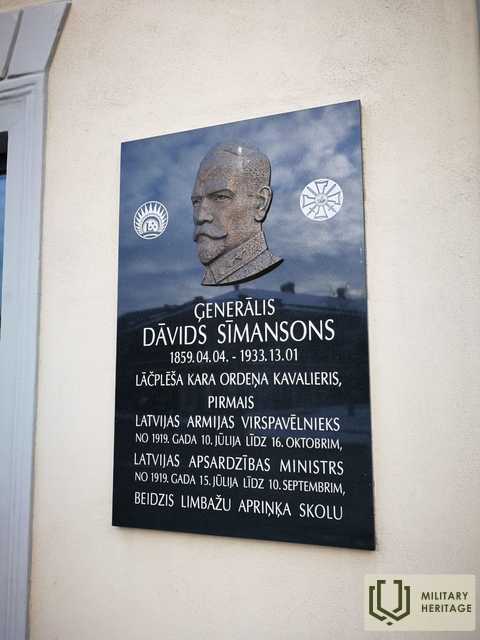 ĢENERĀLIS
DĀVIDS SĪMANSONS
1859.04.04. - 1933.13.01
LĀČPLĒŠA KARA ORDEŅA KAVALIERIS,
PIRMAIS
LATVIJAS ARMIJAS VIRSPAVĒLNIEKS
NO 1919. GADA 10. JŪLIJA LĪDZ 16. OKTOBRIM,
LATVIJAS APSARDZĪBAS MINISTRS
NO 1919. GADA 15. JŪLIJA LĪDZ 10. SEPTEMBRIM,
BEIDZIS LIMBAŽU APRIŅĶA SKOLU
MILITARY
HERITAGE